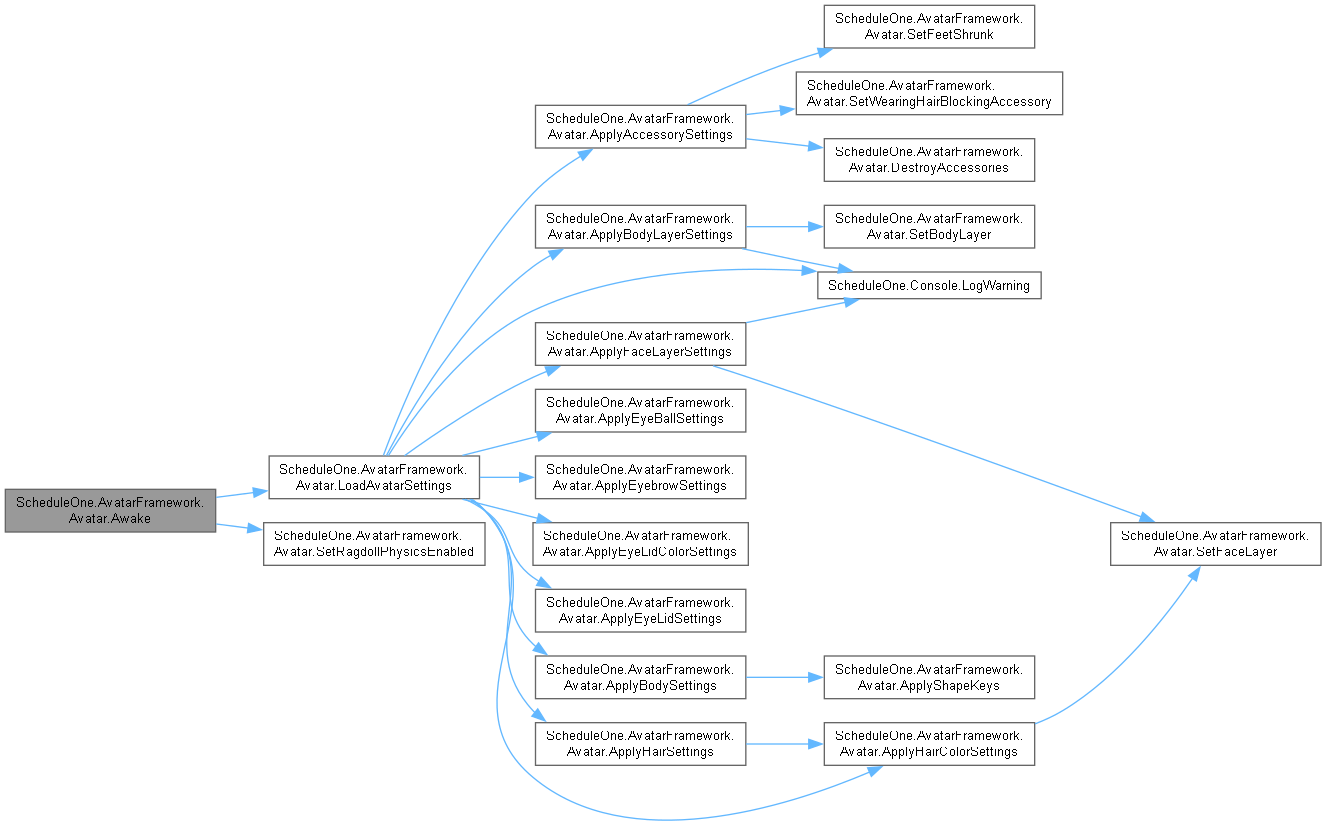 ScheduleOne.AvatarFramework.
Avatar.SetFeetShrunk
ScheduleOne.AvatarFramework.
Avatar.SetWearingHairBlockingAccessory
ScheduleOne.AvatarFramework.
Avatar.ApplyAccessorySettings
ScheduleOne.AvatarFramework.
Avatar.DestroyAccessories
ScheduleOne.AvatarFramework.
Avatar.ApplyBodyLayerSettings
ScheduleOne.AvatarFramework.
Avatar.SetBodyLayer
ScheduleOne.Console.LogWarning
ScheduleOne.AvatarFramework.
Avatar.ApplyFaceLayerSettings
ScheduleOne.AvatarFramework.
Avatar.ApplyEyeBallSettings
ScheduleOne.AvatarFramework.
Avatar.LoadAvatarSettings
ScheduleOne.AvatarFramework.
Avatar.ApplyEyebrowSettings
ScheduleOne.AvatarFramework.
Avatar.Awake
ScheduleOne.AvatarFramework.
Avatar.SetRagdollPhysicsEnabled
ScheduleOne.AvatarFramework.
Avatar.ApplyEyeLidColorSettings
ScheduleOne.AvatarFramework.
Avatar.SetFaceLayer
ScheduleOne.AvatarFramework.
Avatar.ApplyEyeLidSettings
ScheduleOne.AvatarFramework.
Avatar.ApplyBodySettings
ScheduleOne.AvatarFramework.
Avatar.ApplyShapeKeys
ScheduleOne.AvatarFramework.
Avatar.ApplyHairSettings
ScheduleOne.AvatarFramework.
Avatar.ApplyHairColorSettings